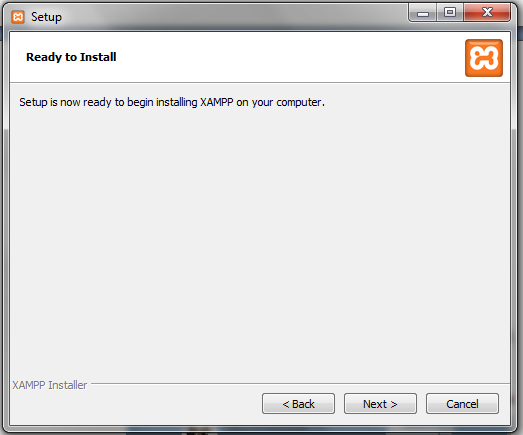 Setup
Ready to Install
Setup is now ready to begin installing XAMPP on your computer.
XAMPP Installer
< Back
Next >
Cancel